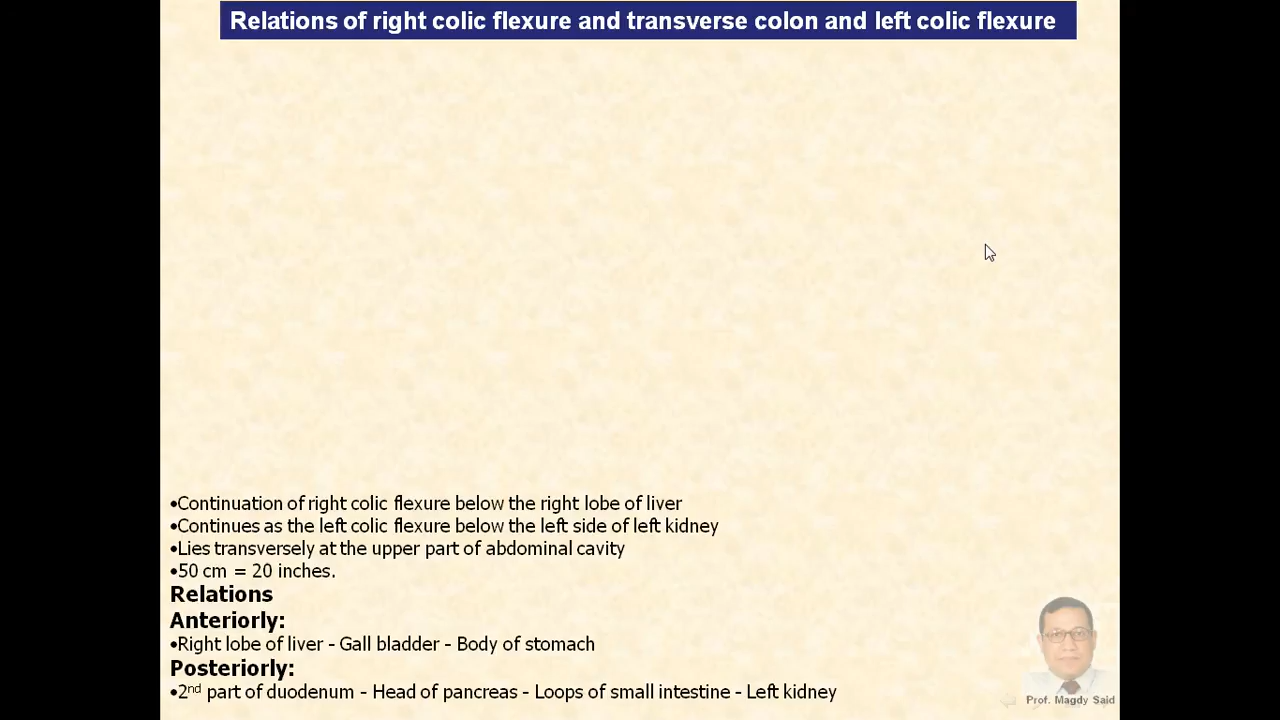 Relations of right colic flexure and transverse colon and left colic flexure
•Continuation of right colic flexure below the right lobe of liver
•Continues as the left colic flexure below the left side of left kidney
•Lies transversely at the upper part of abdominal cavity
•50 cm = 20 inches.
Relations
Anteriorly:
•Right lobe of liver - Gall bladder - Body of stomach
Posteriorly:
•2nd part of duodenum - Head of pancreas - Loops of small intestine - Left kidney
Prof. Magdy Said